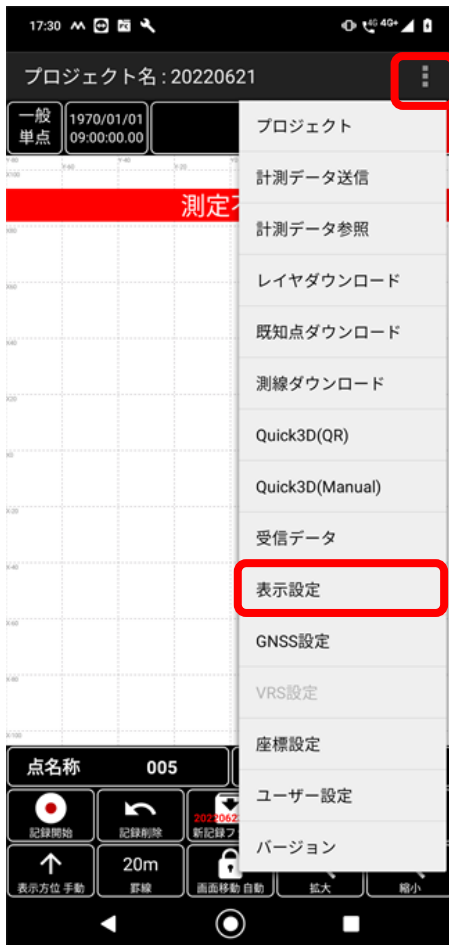 17:30
4G 4G+
プロジェクト名 : 20220621
一般
単点
1970/01/01
09:00:00.00
プロジェクト
計測データ送信
計測データ参照
レイヤダウンロード
既知点ダウンロード
測線ダウンロード
Quick3D(QR)
Quick3D(Manual)
受信データ
表示設定
GNSS設定
VRS設定
座標設定
ユーザー設定
バージョン
Y-60
Y-40
Y-20
測定
点名称 005
2022062
記録開始
記録削除
新記録フ
20m
表示方位 手動
罫線
画面移動 自動
拡大
縮小